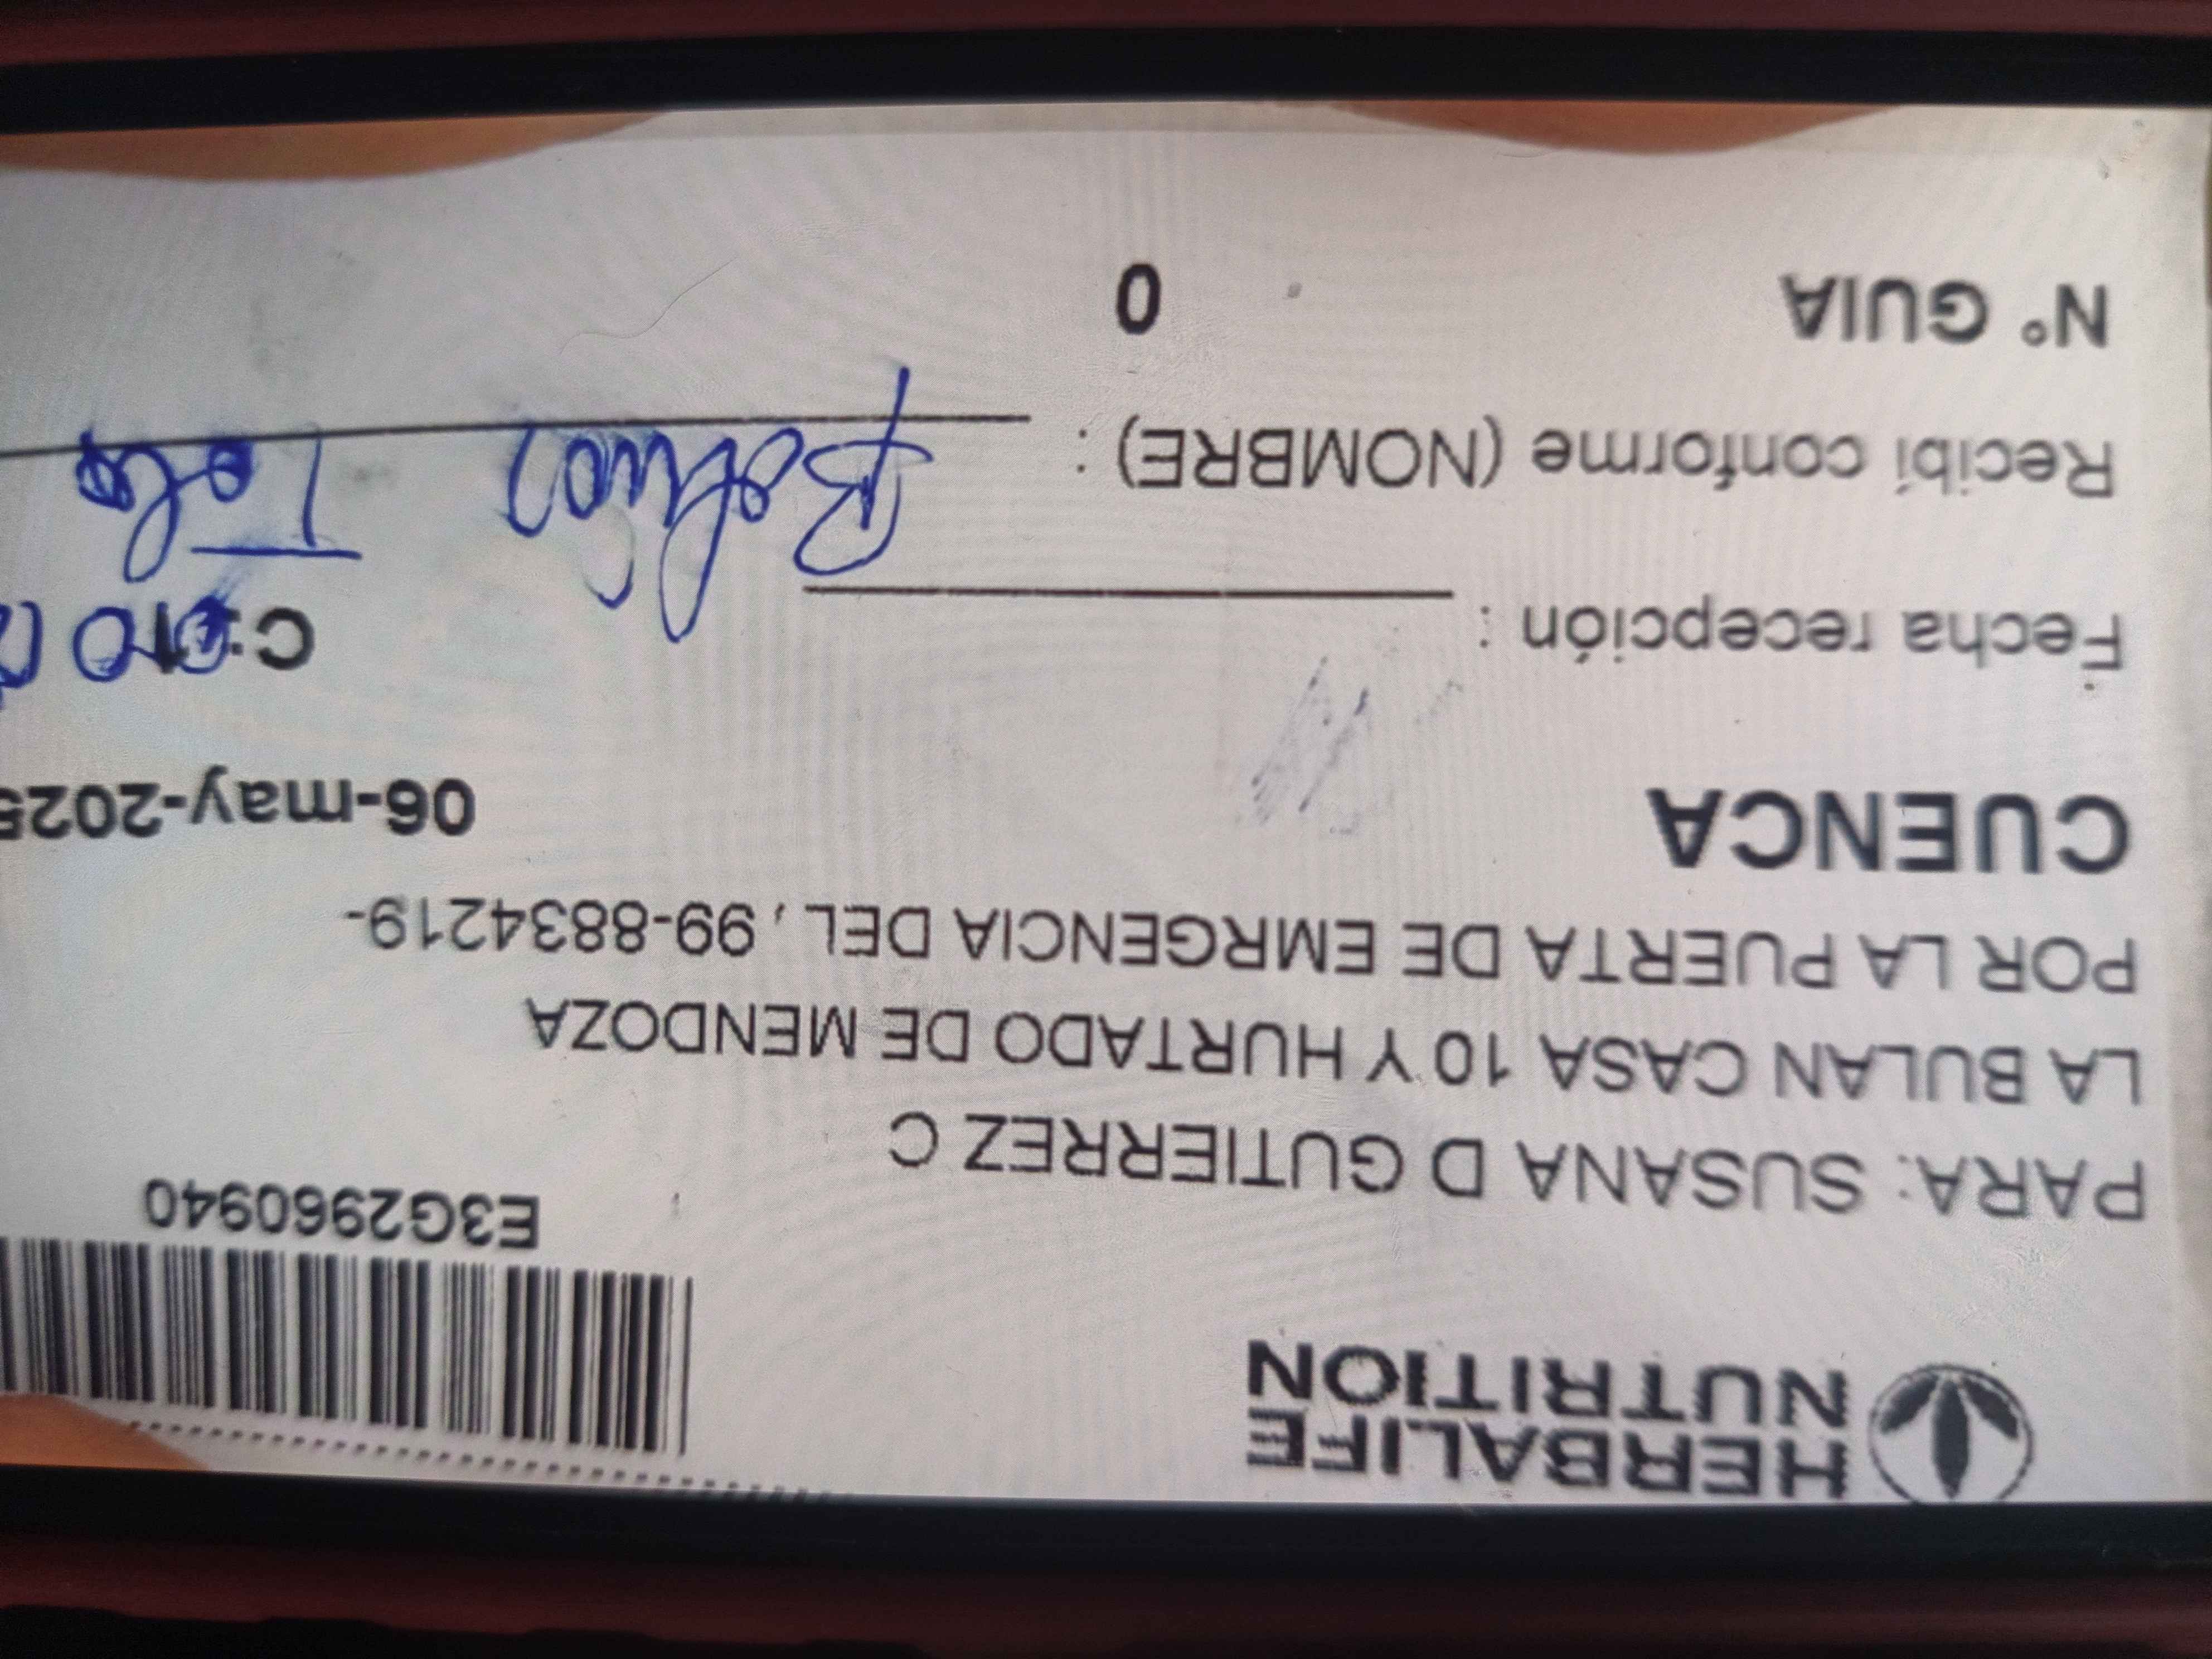 HERBALIFE
NUTRITION
E3G2960940
PARA: SUSANA D GUTIERREZ C
LA BULAN CASA 10 Y HURTADO DE MENDOZA
POR LA PUERTA DE EMRGENCIA DEL , 99-8834219-
CUENCA
06-may-2025
Fecha recepción :
Recibí conforme (NOMBRE) :
Nº GUIA 0